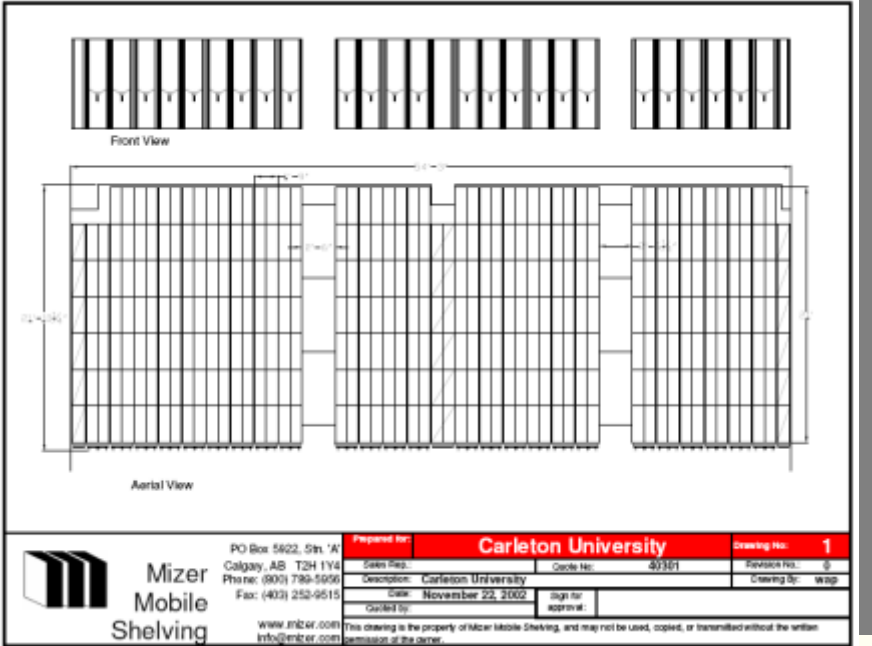 Front View
Aerial View
Mizer
Mobile
Shelving
PO Box 5922, Stn. 'A'
Calgary, AB T2H 1Y4
Phone: (800) 789-5956
Fax: (403) 252-9515
www.mizer.com
info@mizer.com
Prepared for: Carleton University Drawing No: 1
Sales Rep.: Quote No: 40301 Revision No.: 0
Description: Carleton University Drawing By: wap
Date: November 22, 2002 Sign for
Quoted by: approval:
This drawing is the property of Mizer Mobile Shelving, and may not be used, copied, or transmitted without the written
permission of the owner.